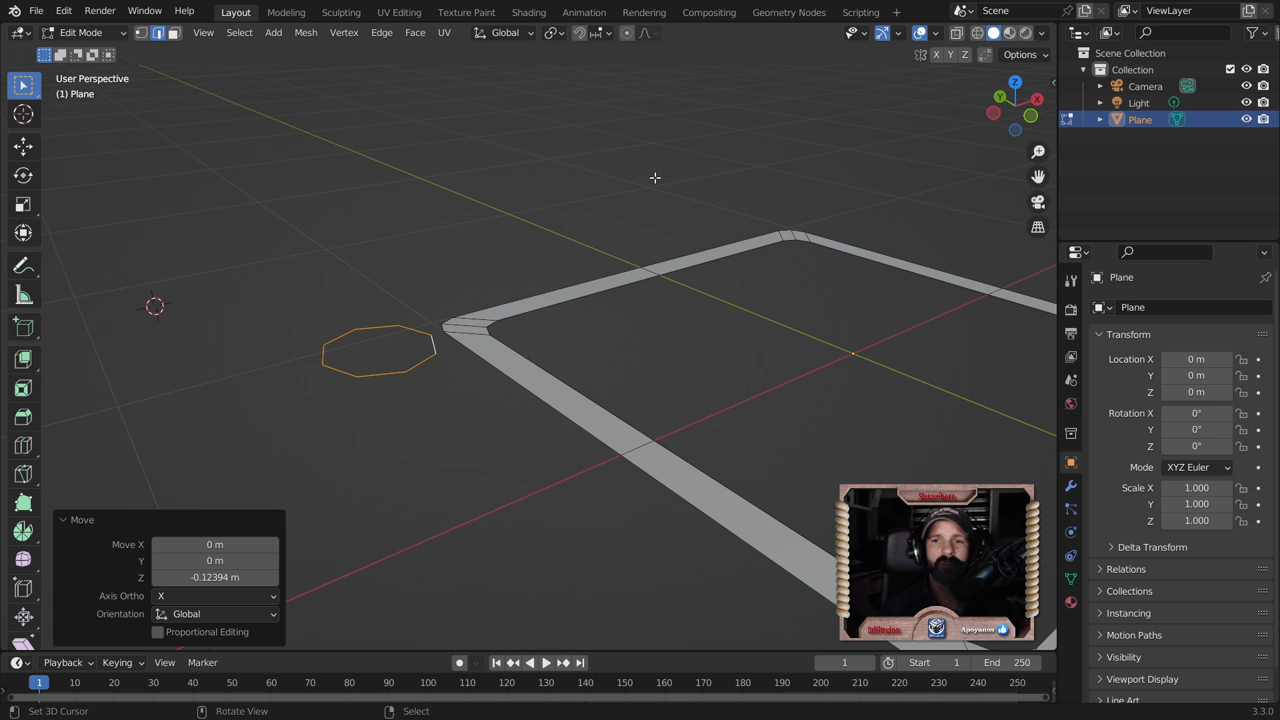 File Edit Render Window Help Layout Modeling Sculpting UV Editing Texture Paint Shading Animation Rendering Compositing Geometry Nodes Scripting Scene ViewLayer
Edit Mode View Select Add Mesh Vertex Edge Face UV Global
X Y Z Options
User Perspective
(1) Plane
Z
Y X
Scene Collection
Collection
Camera
Light
Plane
Plane
Plane
Transform
Location X 0 m
Y 0 m
Z 0 m
Rotation X 0°
Y 0°
Z 0°
Mode XYZ Euler
Scale X 1.000
Y 1.000
Z 1.000
Delta Transform
Relations
Collections
Instancing
Motion Paths
Visibility
Viewport Display
Line Art
Move
Move X 0 m
Y 0 m
Z -0.12394 m
Axis Ortho X
Orientation Global
Proportional Editing
Apoyanos
Playback Keying View Marker 1 Start 1 End 250
1 10 20 30 40 50 60 70 80 90 100 110 120 130 140 150 160 170 180 190 200 210 220 230 240 250
Set 3D Cursor Rotate View Select 3.3.0